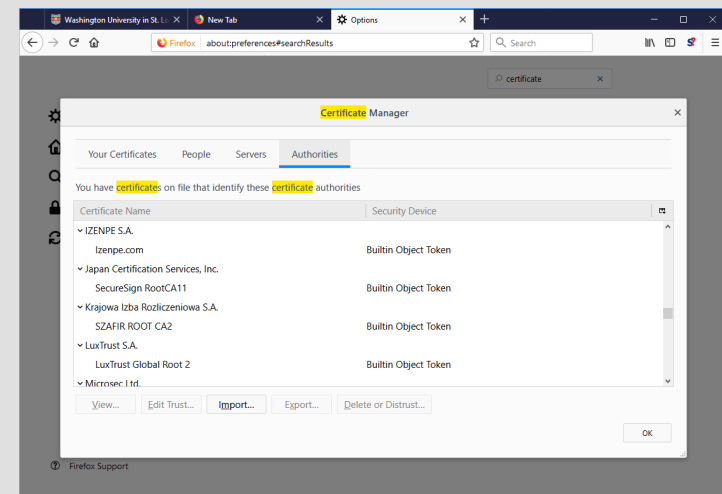 Washington University in St. Lo
New Tab
Options
Firefox about:preferences#searchResults
Search
certificate
Certificate Manager
Your Certificates People Servers Authorities
You have certificates on file that identify these certificate authorities
Certificate Name Security Device
IZENPE S.A.
Izenpe.com Builtin Object Token
Japan Certification Services, Inc.
SecureSign RootCA11 Builtin Object Token
Krajowa Izba Rozliczeniowa S.A.
SZAFIR ROOT CA2 Builtin Object Token
LuxTrust S.A.
LuxTrust Global Root 2 Builtin Object Token
Microsec Ltd.
View... Edit Trust... Import... Export... Delete or Distrust...
OK
Firefox Support